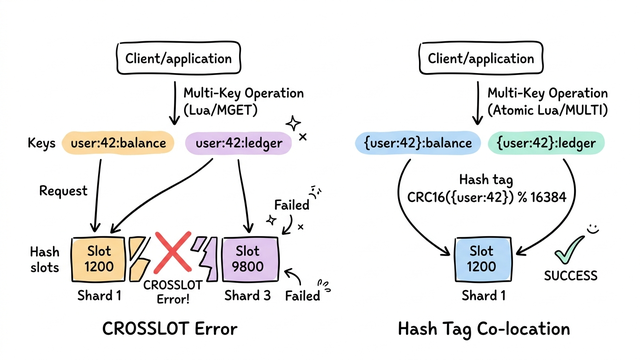 Client/application
Multi-Key Operation
(Lua/MGET)
Keys
user:42:balance
user:42:ledger
Request
Failed
Hash
slots
Slot
1200
CROSSLOT
Error!
Slot
9800
Shard 1
Shard 3
Failed
CROSSLOT Error
Client/application
Multi-Key Operation
(Atomic Lua/MULTI)
{user:42}:balance
{user:42}:ledger
Hash tag
CRC16({user:42}) % 16384
Slot
1200
SUCCESS
Shard 1
Hash Tag Co-location